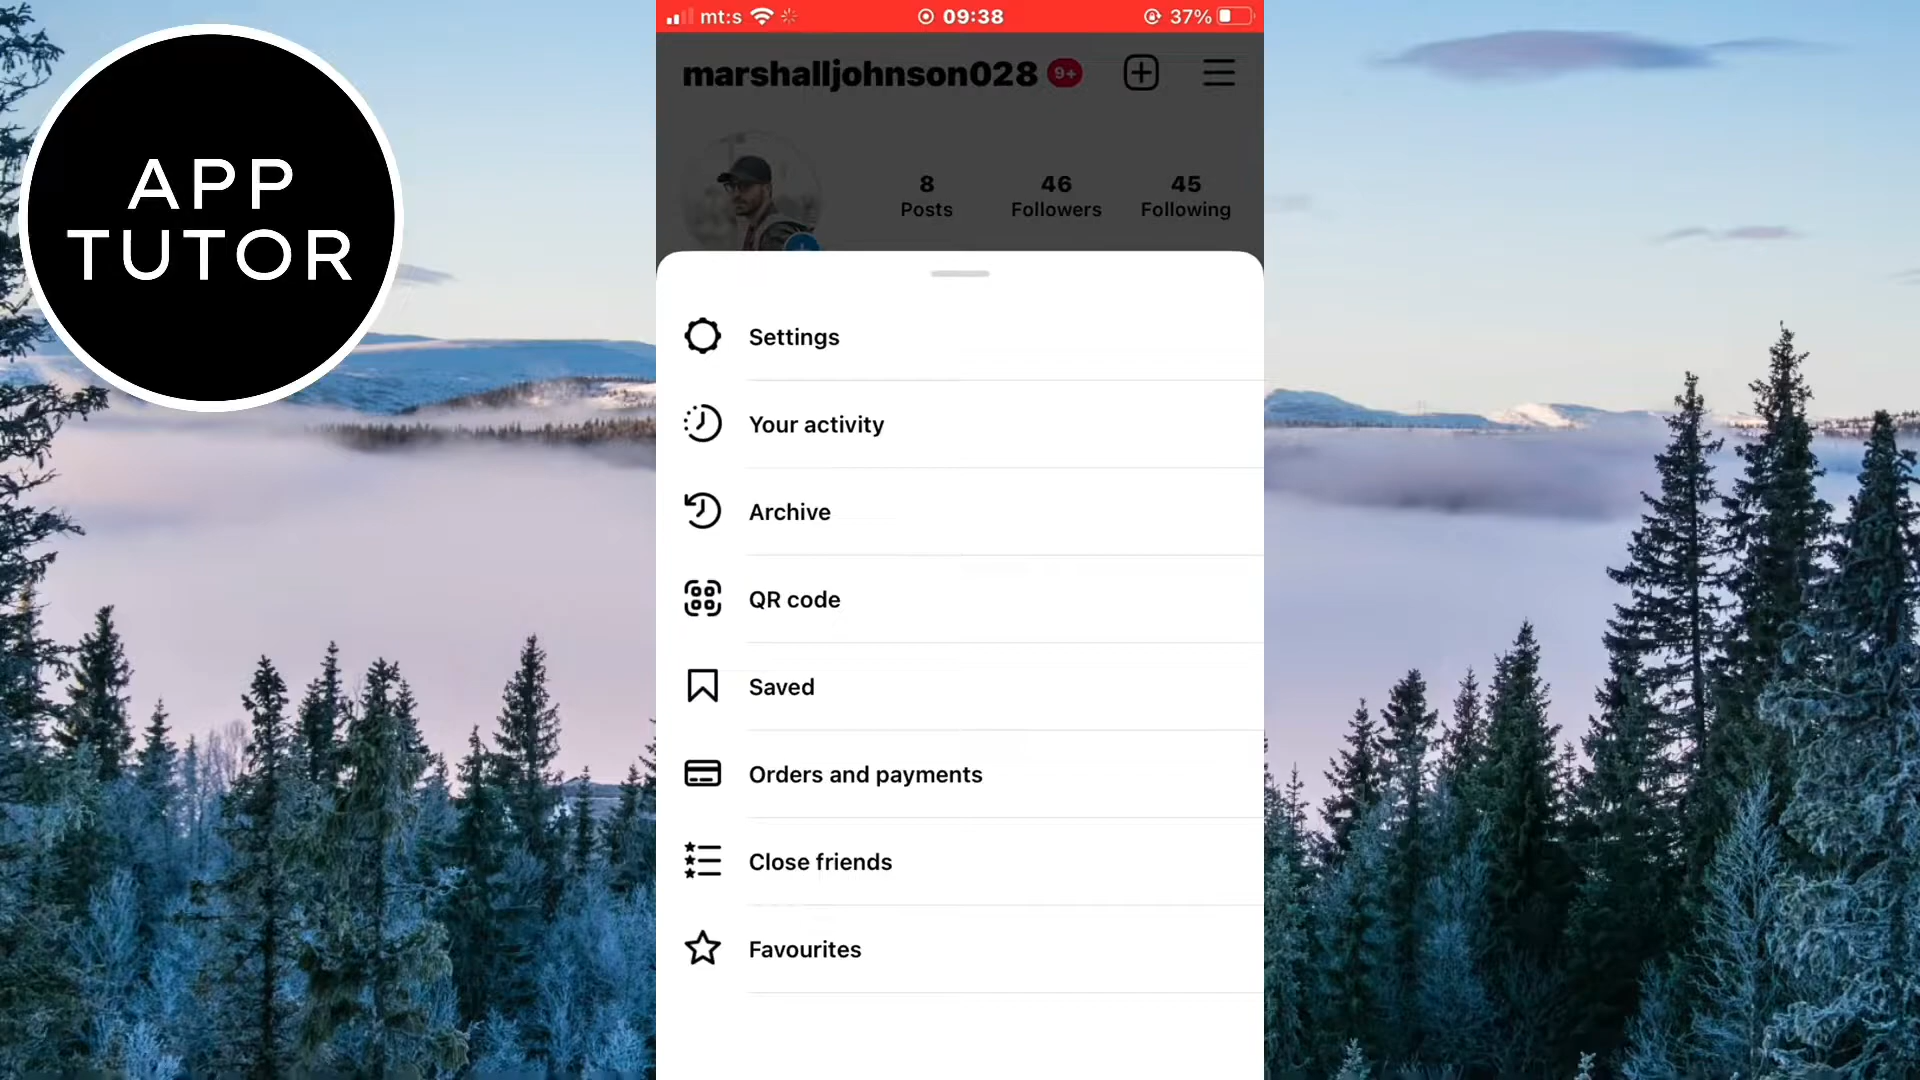 APP
TUTOR
mt:s
09:38
37%
marshalljohnson028 9+
8
Posts
46
Followers
45
Following
Settings
Your activity
Archive
QR code
Saved
Orders and payments
Close friends
Favourites